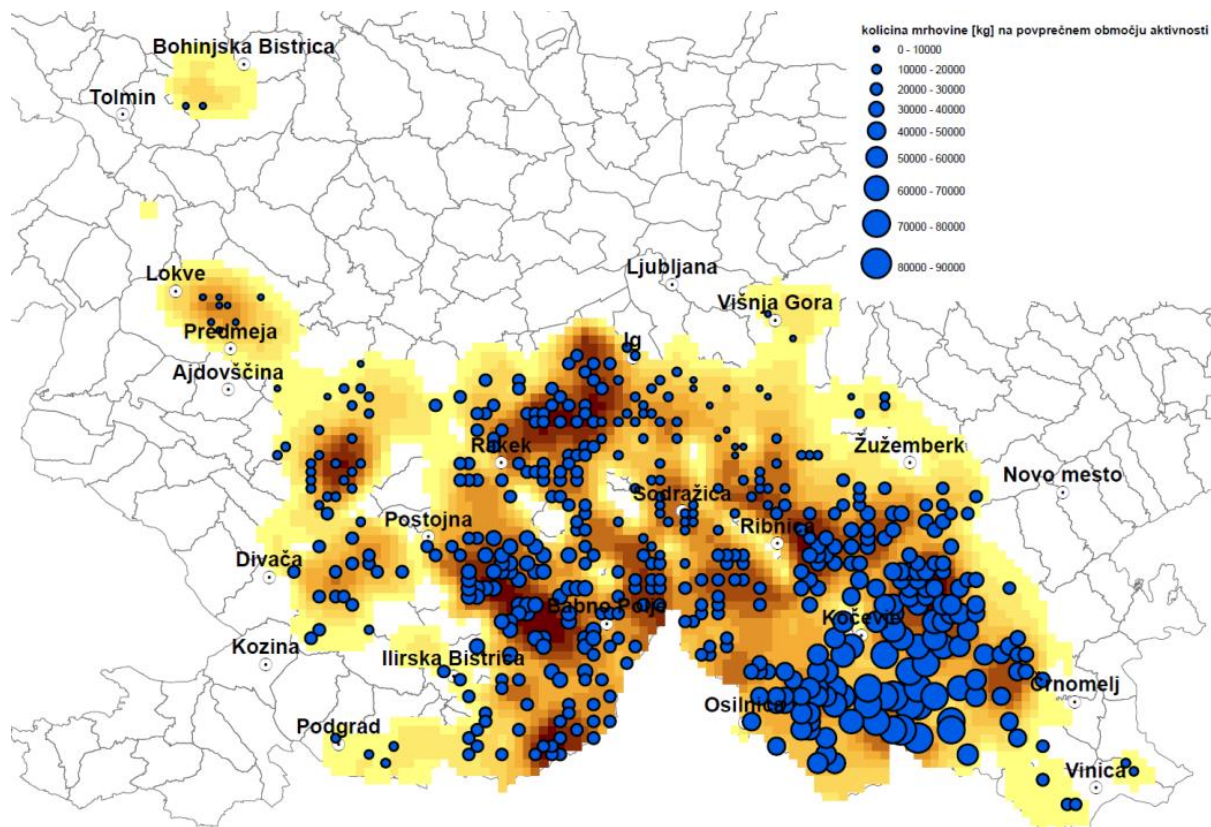 kolicina mrhovine [kg] na povprečnem območju aktivnosti
0 - 10000
10000 - 20000
20000 - 30000
30000 - 40000
40000 - 50000
50000 - 60000
60000 - 70000
70000 - 80000
80000 - 90000
Bohinjska Bistrica
Tolmin
Lokve
Ljubljana
Višnja Gora
Predmeja
Ig
Ajdovščina
Rakek
Žužemberk
Novo mesto
Sodražica
Postojna
Ribnica
Divača
Babno Polje
Kočevje
Kozina
Ilirska Bistrica
Črnomelj
Osilnica
Podgrad
Vinica